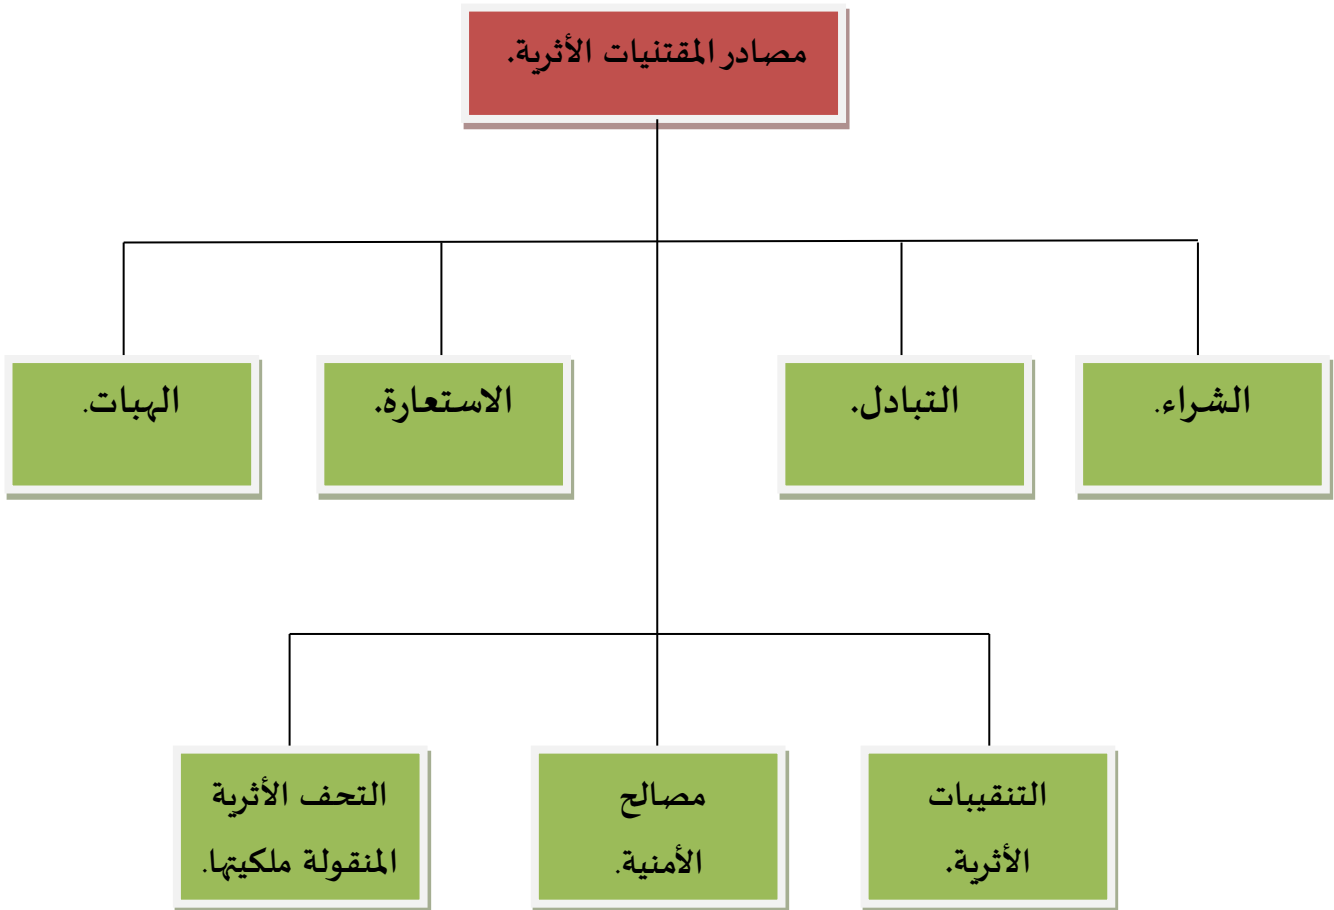 مصادر المقتنيات الأثرية.
الشراء.
التبادل.
الاستعارة.
الهبات.
التنقيبات
الأثرية.
مصالح
الأمنية.
التحف الأثرية
المنقولة ملكيتها.